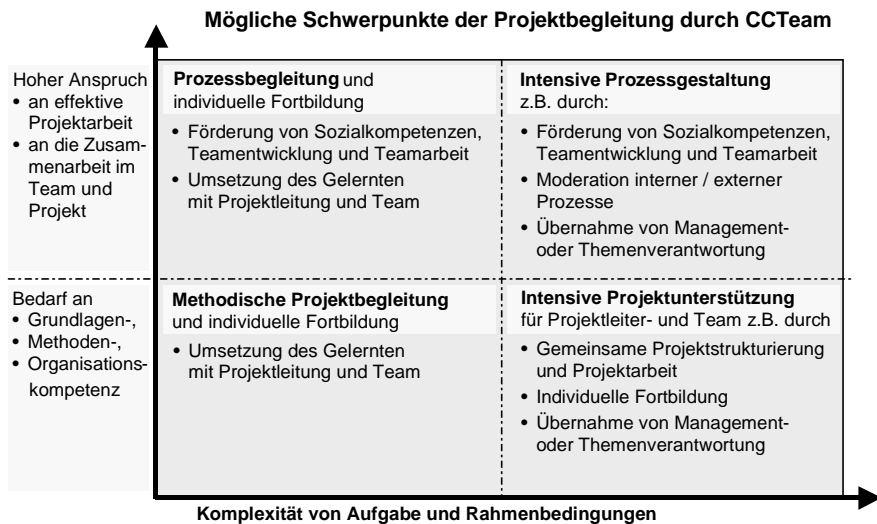 Mögliche Schwerpunkte der Projektbegleitung durch CCTeam
Hoher Anspruch
• an effektive
Projektarbeit
• an die Zusam-
menarbeit im
Team und
Projekt
Prozessbegleitung und
individuelle Fortbildung
• Förderung von Sozialkompetenzen,
Teamentwicklung und Teamarbeit
• Umsetzung des Gelernten
mit Projektleitung und Team
Intensive Prozessgestaltung
z.B. durch:
• Förderung von Sozialkompetenzen,
Teamentwicklung und Teamarbeit
• Moderation interner / externer
Prozesse
• Übernahme von Management-
oder Themenverantwortung
Bedarf an
• Grundlagen-,
• Methoden-,
• Organisations-
kompetenz
Methodische Projektbegleitung
und individuelle Fortbildung
• Umsetzung des Gelernten
mit Projektleitung und Team
Intensive Projektunterstützung
für Projektleiter- und Team z.B. durch
• Gemeinsame Projektstrukturierung
und Projektarbeit
• Individuelle Fortbildung
• Übernahme von Management-
oder Themenverantwortung
Komplexität von Aufgabe und Rahmenbedingungen